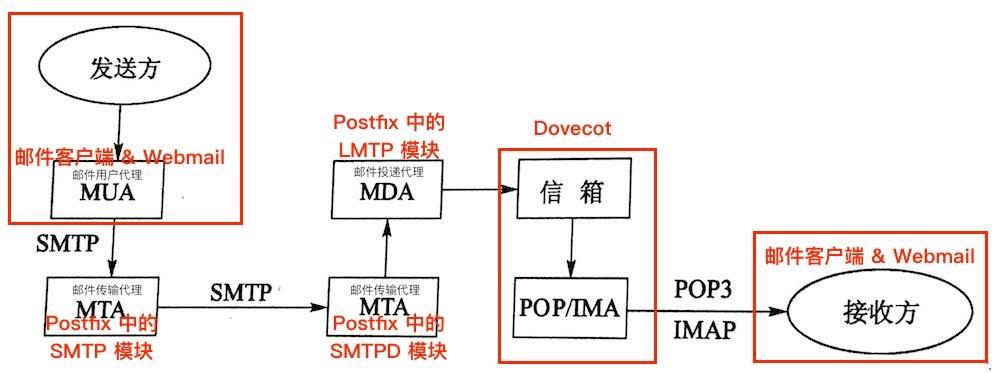 发送方
邮件客户端 & Webmail
邮件用户代理
MUA
SMTP
邮件传输代理
MTA
Postfix 中的
SMTP 模块
SMTP
Postfix 中的
LMTP 模块
邮件投递代理
MDA
邮件传输代理
MTA
Postfix 中的
SMTPD 模块
Dovecot
信箱
POP/IMA
POP3
IMAP
邮件客户端 & Webmail
接收方